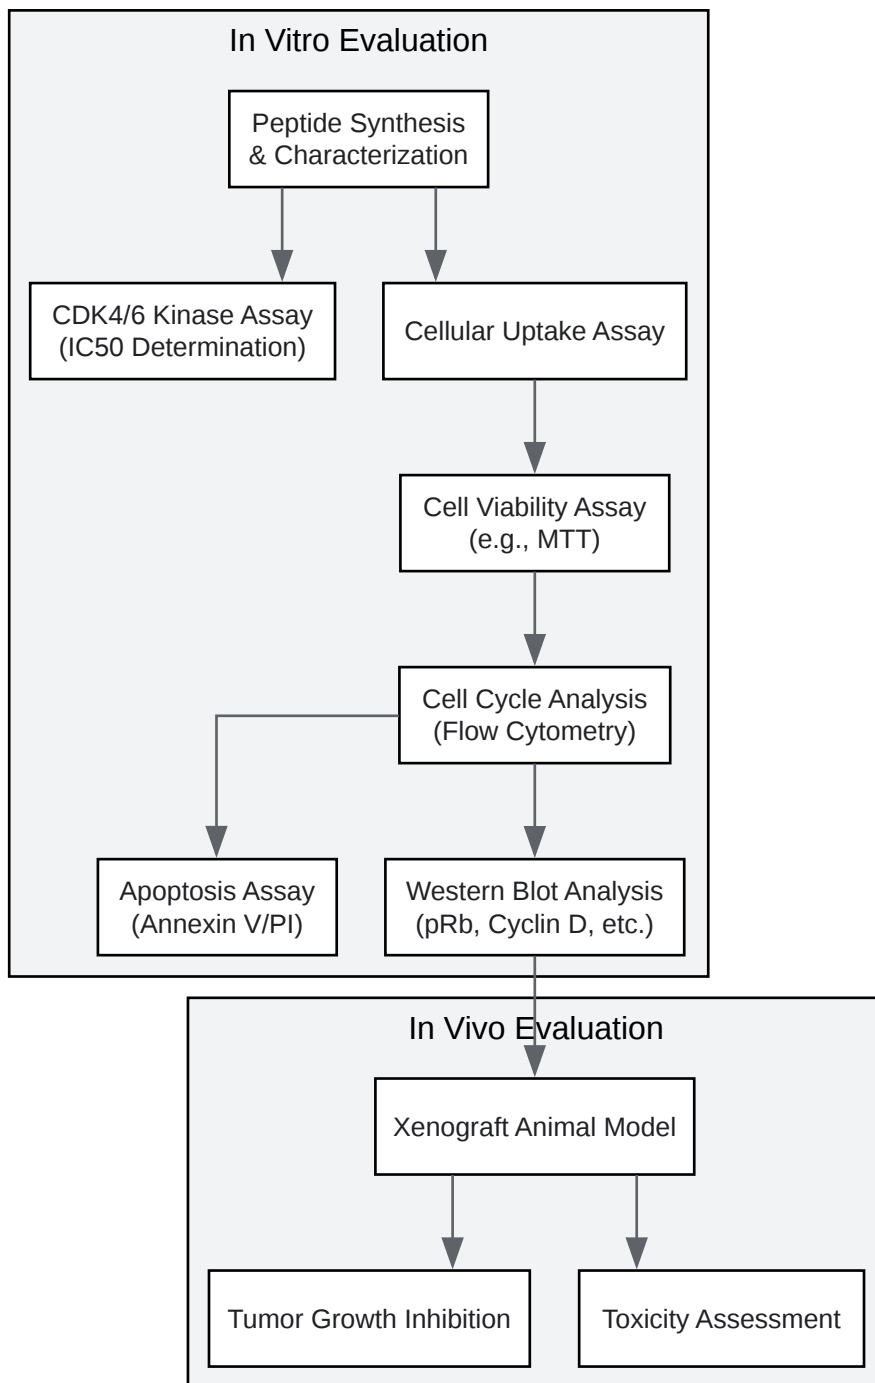 In Vitro Evaluation
Peptide Synthesis
& Characterization
CDK4/6 Kinase Assay
(IC50 Determination)
Cellular Uptake Assay
Cell Viability Assay
(e.g., MTT)
Cell Cycle Analysis
(Flow Cytometry)
Apoptosis Assay
(Annexin V/PI)
Western Blot Analysis
(pRb, Cyclin D, etc.)
In Vivo Evaluation
Xenograft Animal Model
Tumor Growth Inhibition
Toxicity Assessment